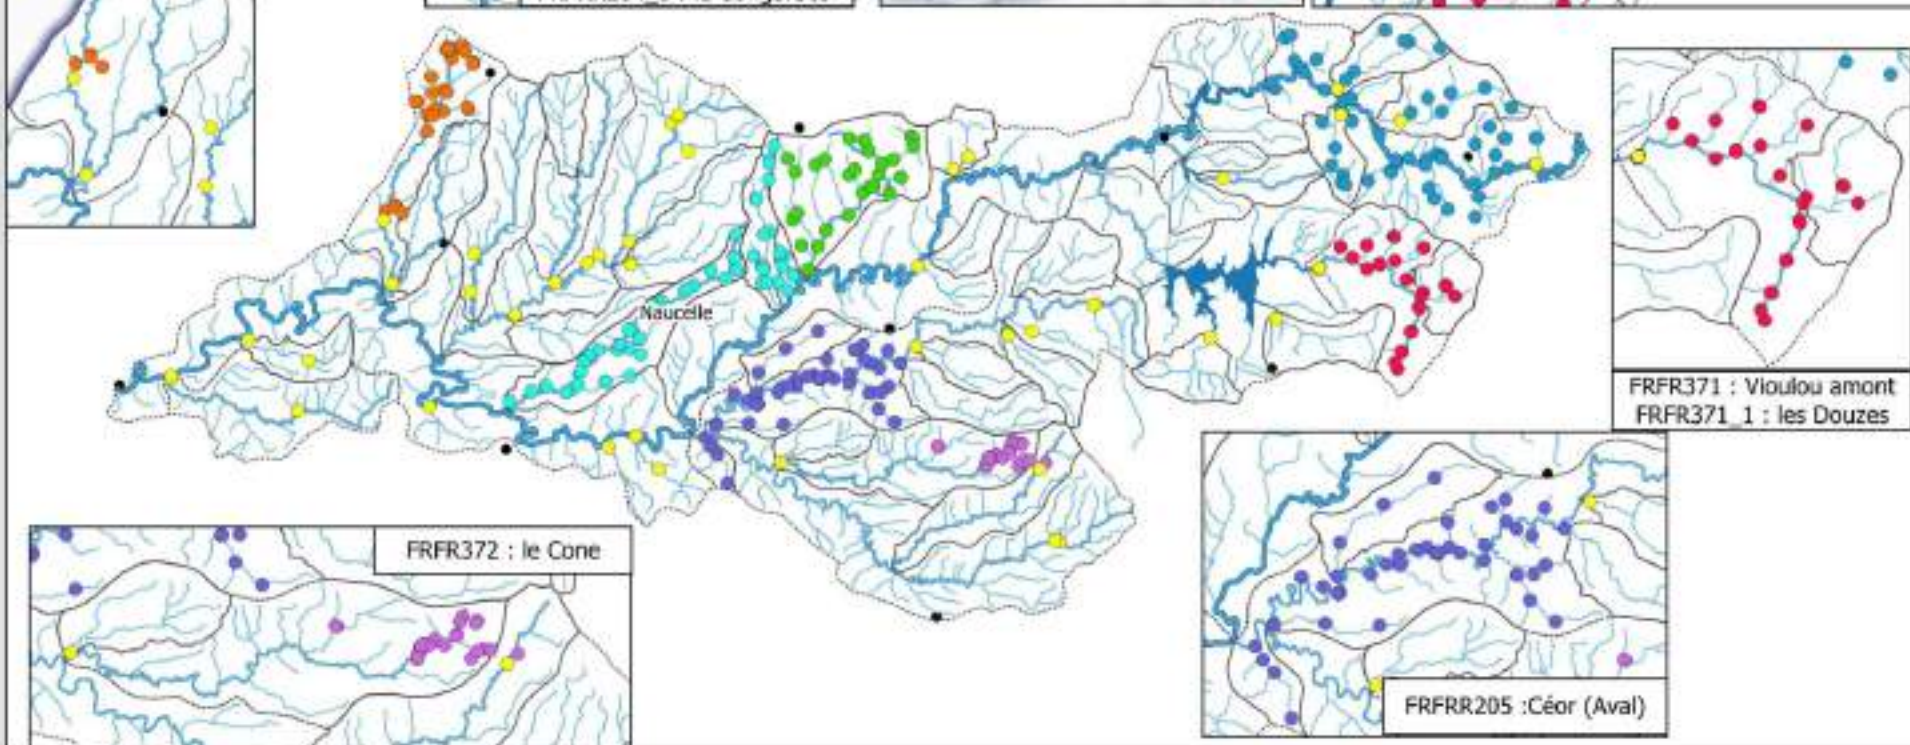 Naucelle
FRFR371 : Vioulou amont
FRFR371_1 : les Douzes
FRFR372 : le Cone
FRFRR205 :Céor (Aval)